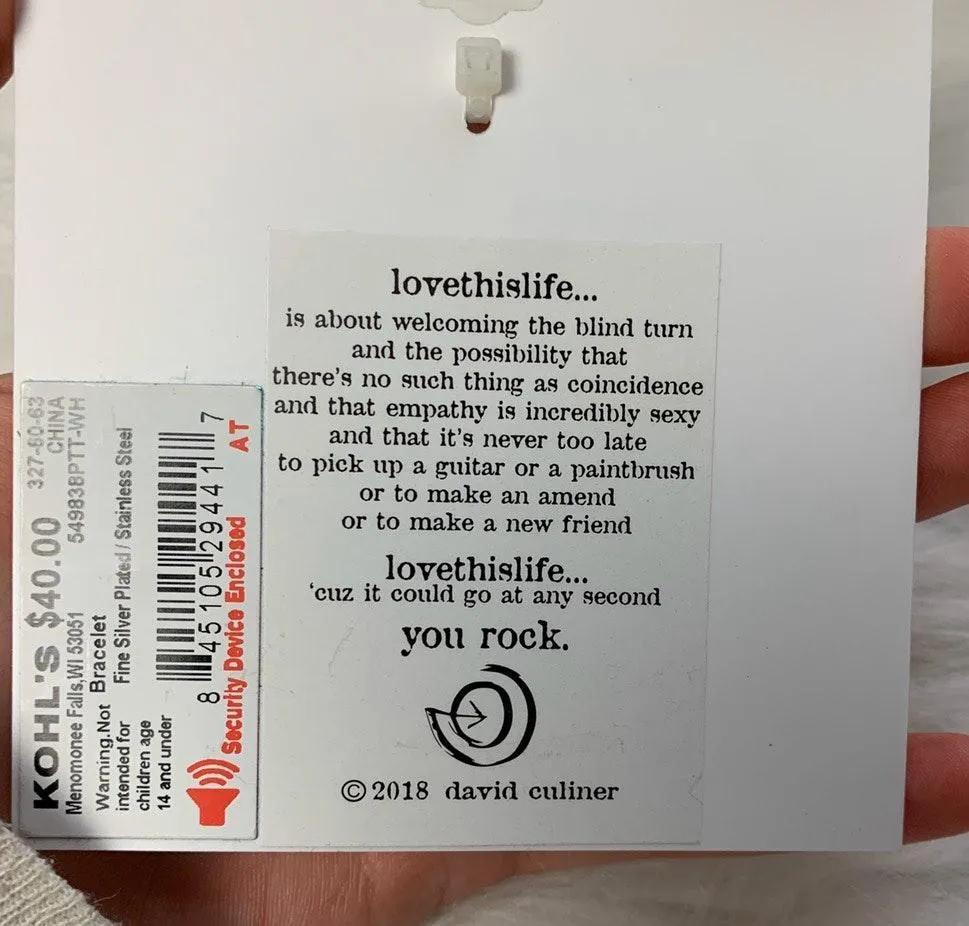 lovethislife...
is about welcoming the blind turn
and the possibility that
there's no such thing as coincidence
and that empathy is incredibly sexy
and that it's never too late
to pick up a guitar or a paintbrush
or to make an amend
or to make a new friend
lovethislife...
'cuz it could go at any second
you rock.
©2018 david culiner
KOHL'S $40.00 327-80-63
Menomonee Falls,WI 53051 CHINA
54983BPTT-WH
Warning.Not Bracelet
intended for Fine Silver Plated / Stainless Steel
children age
14 and under
8 45105 29441 7
Security Device Enclosed AT